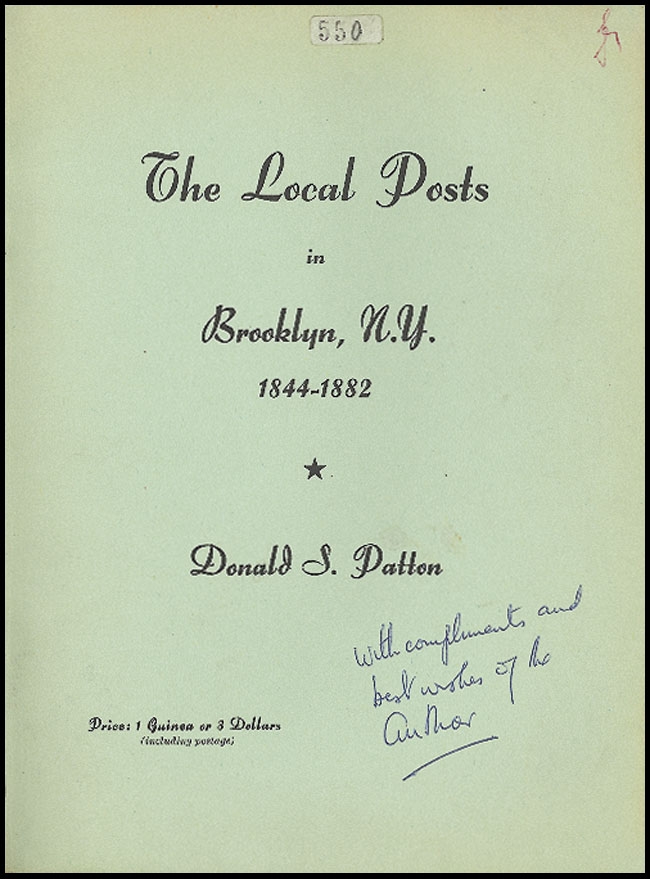 550
The Local Posts
in
Brooklyn, N.Y.
1844-1882
Donald S. Patton
With compliments and
best wishes of the
Author
Price: 1 Guinea or 3 Dollars
(including postage)